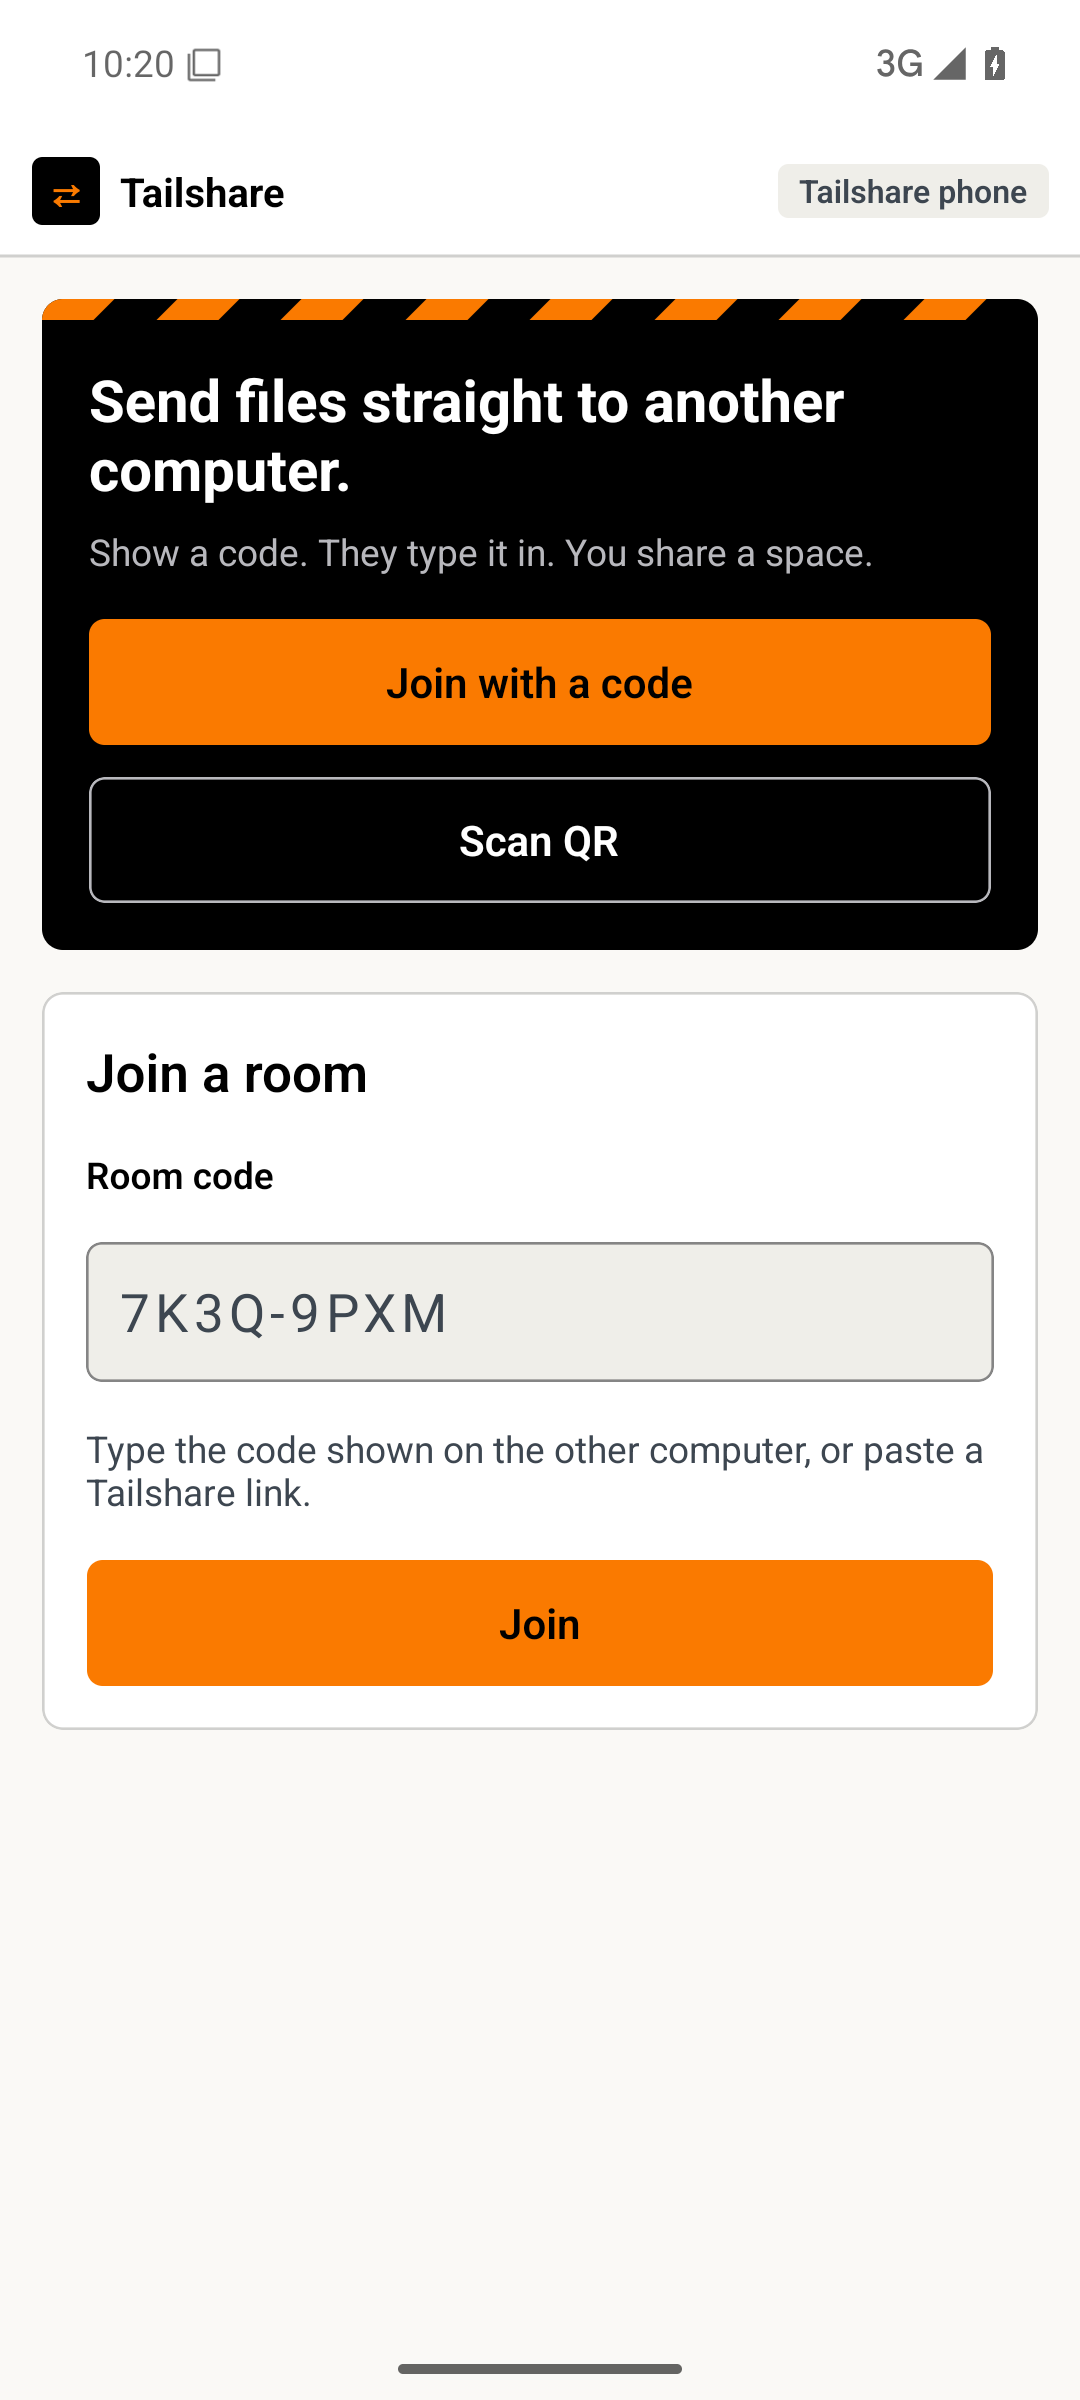 10:20
3G
Tailshare
Tailshare phone
Send files straight to another
computer.
Show a code. They type it in. You share a space.
Join with a code
Scan QR
Join a room
Room code
7K3Q-9PXM
Type the code shown on the other computer, or paste a
Tailshare link.
Join